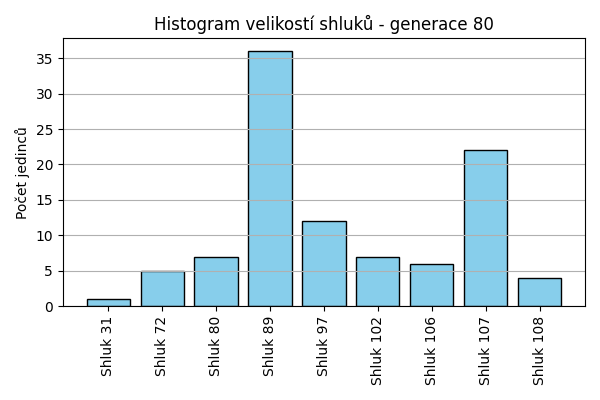 Histogram velikostí shluků - generace 80
Počet jedinců
35
30
25
20
15
10
5
0
Shluk 31
Shluk 72
Shluk 80
Shluk 89
Shluk 97
Shluk 102
Shluk 106
Shluk 107
Shluk 108